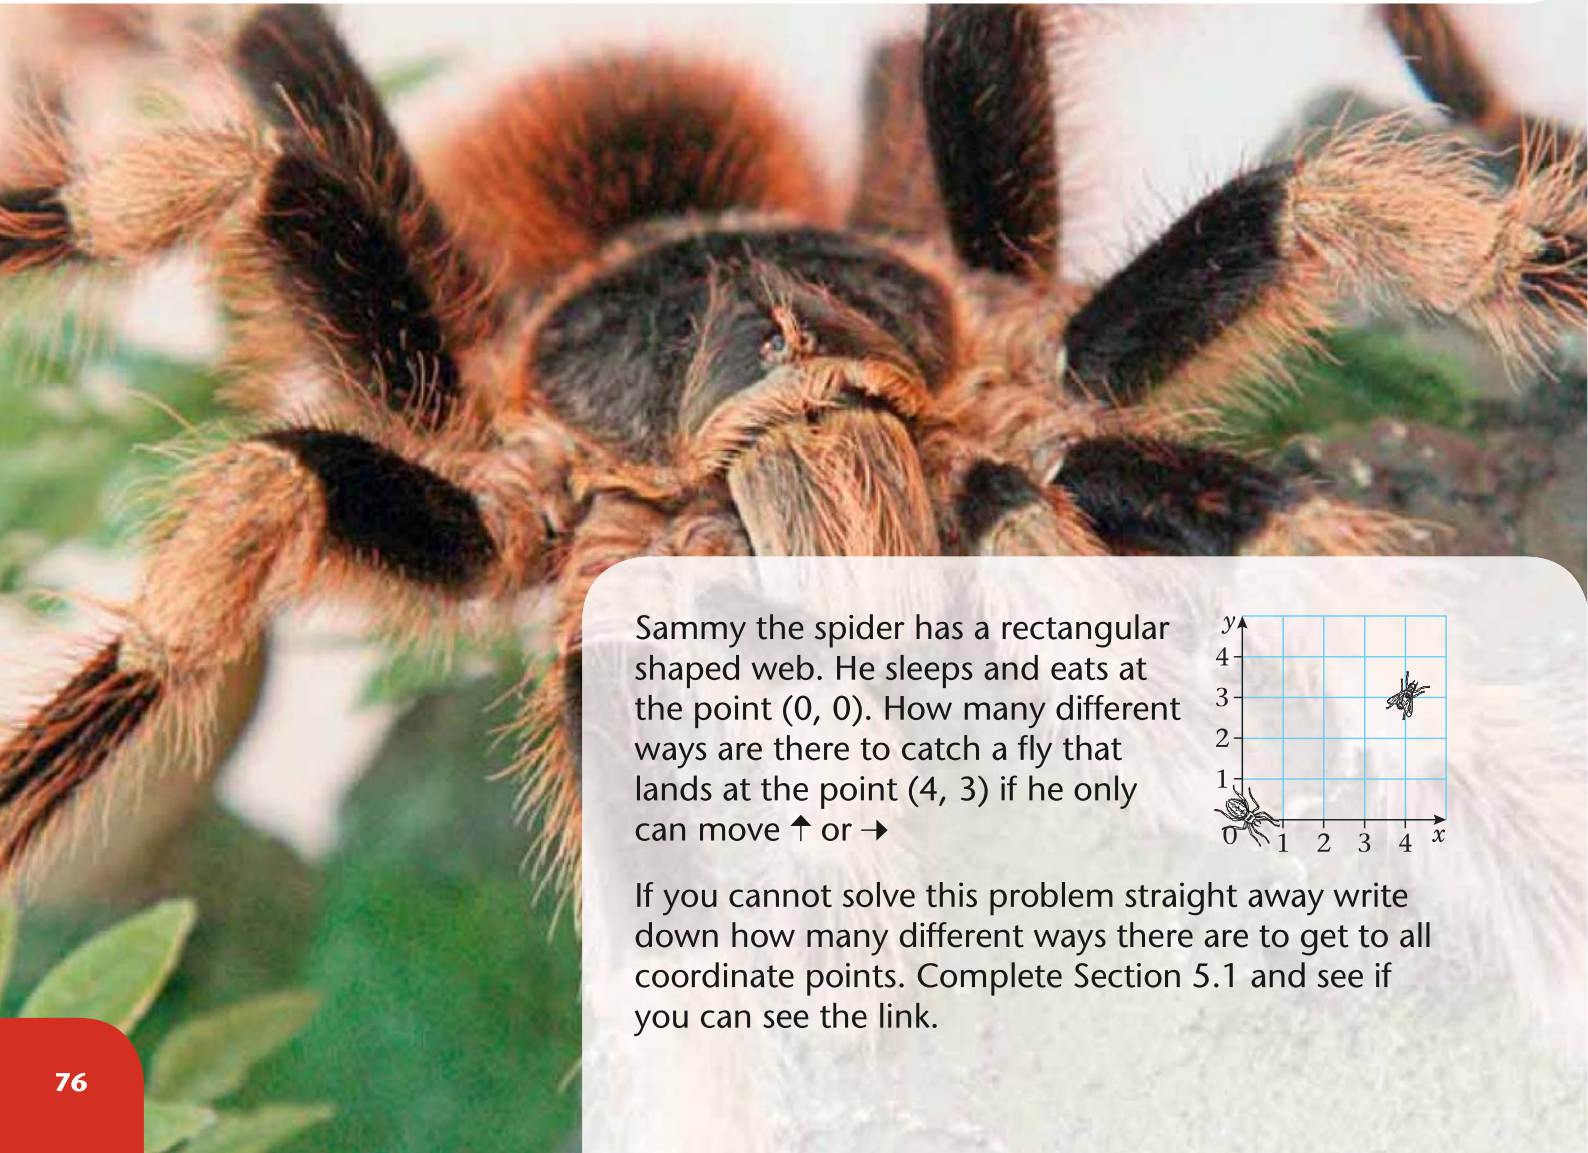 Sammy the spider has a rectangular
shaped web. He sleeps and eats at
the point (0, 0). How many different
ways are there to catch a fly that
lands at the point (4, 3) if he only
can move ↑ or →
y
4
3
2
1
0 1 2 3 4 x
If you cannot solve this problem straight away write
down how many different ways there are to get to all
coordinate points. Complete Section 5.1 and see if
you can see the link.
76